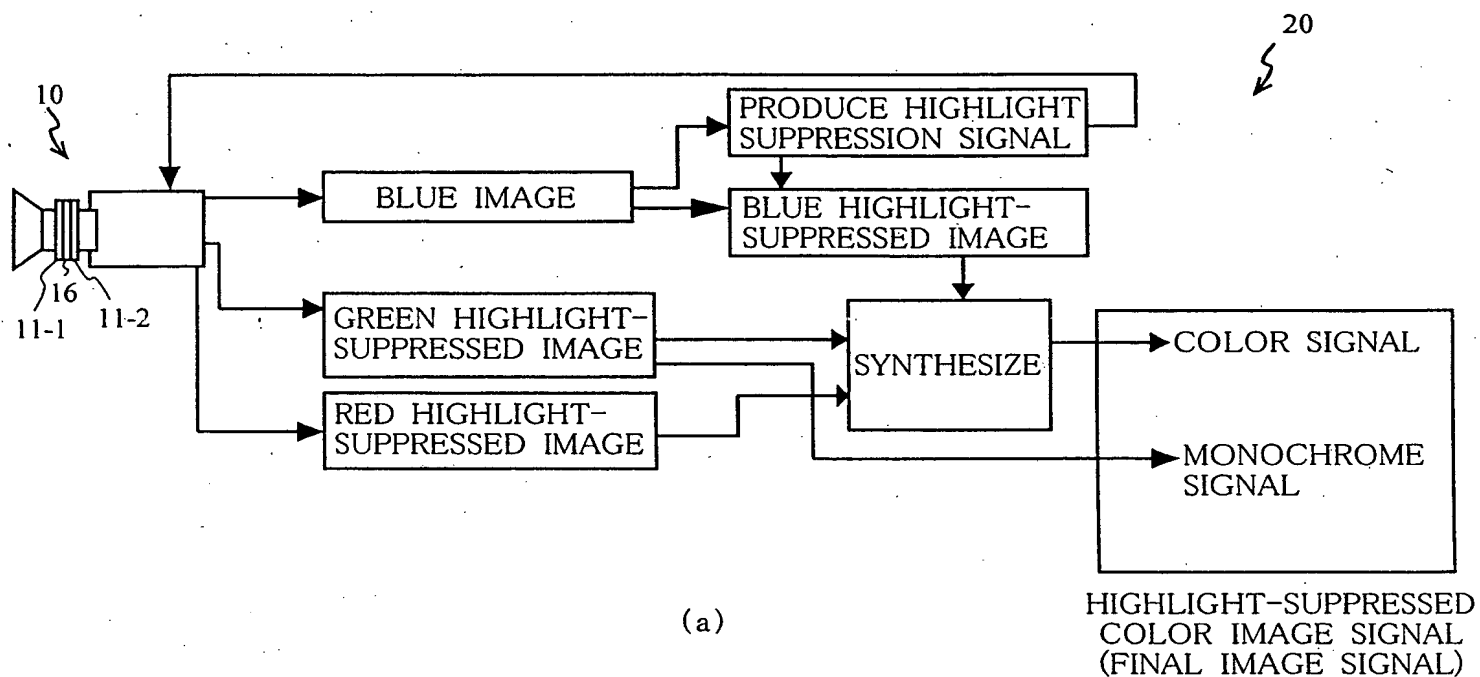 20
10
PRODUCE HIGHLIGHT
SUPPRESSION SIGNAL
BLUE IMAGE
BLUE HIGHLIGHT-
SUPPRESSED IMAGE
16
11-1
11-2
GREEN HIGHLIGHT-
SUPPRESSED IMAGE
SYNTHESIZE
COLOR SIGNAL
RED HIGHLIGHT-
SUPPRESSED IMAGE
MONOCHROME
SIGNAL
HIGHLIGHT-SUPPRESSED
COLOR IMAGE SIGNAL
(FINAL IMAGE SIGNAL)
(a)